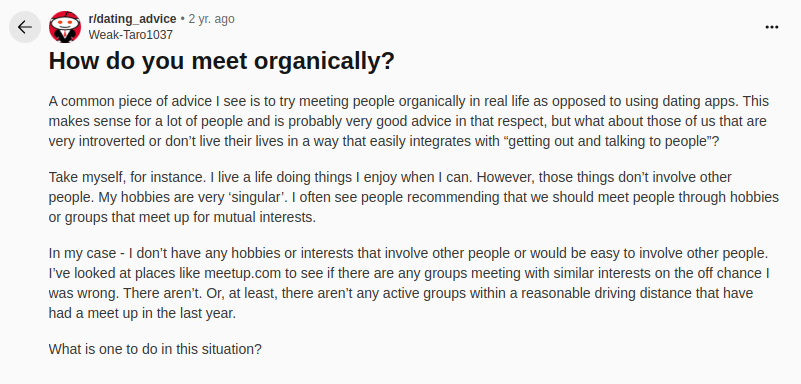 r/dating_advice • 2 yr. ago
Weak-Taro1037
How do you meet organically?
A common piece of advice I see is to try meeting people organically in real life as opposed to using dating apps. This
makes sense for a lot of people and is probably very good advice in that respect, but what about those of us that are
very introverted or don’t live their lives in a way that easily integrates with “getting out and talking to people”?
Take myself, for instance. I live a life doing things I enjoy when I can. However, those things don’t involve other
people. My hobbies are very ‘singular’. I often see people recommending that we should meet people through hobbies
or groups that meet up for mutual interests.
In my case - I don’t have any hobbies or interests that involve other people or would be easy to involve other people.
I’ve looked at places like meetup.com to see if there are any groups meeting with similar interests on the off chance I
was wrong. There aren’t. Or, at least, there aren’t any active groups within a reasonable driving distance that have
had a meet up in the last year.
What is one to do in this situation?